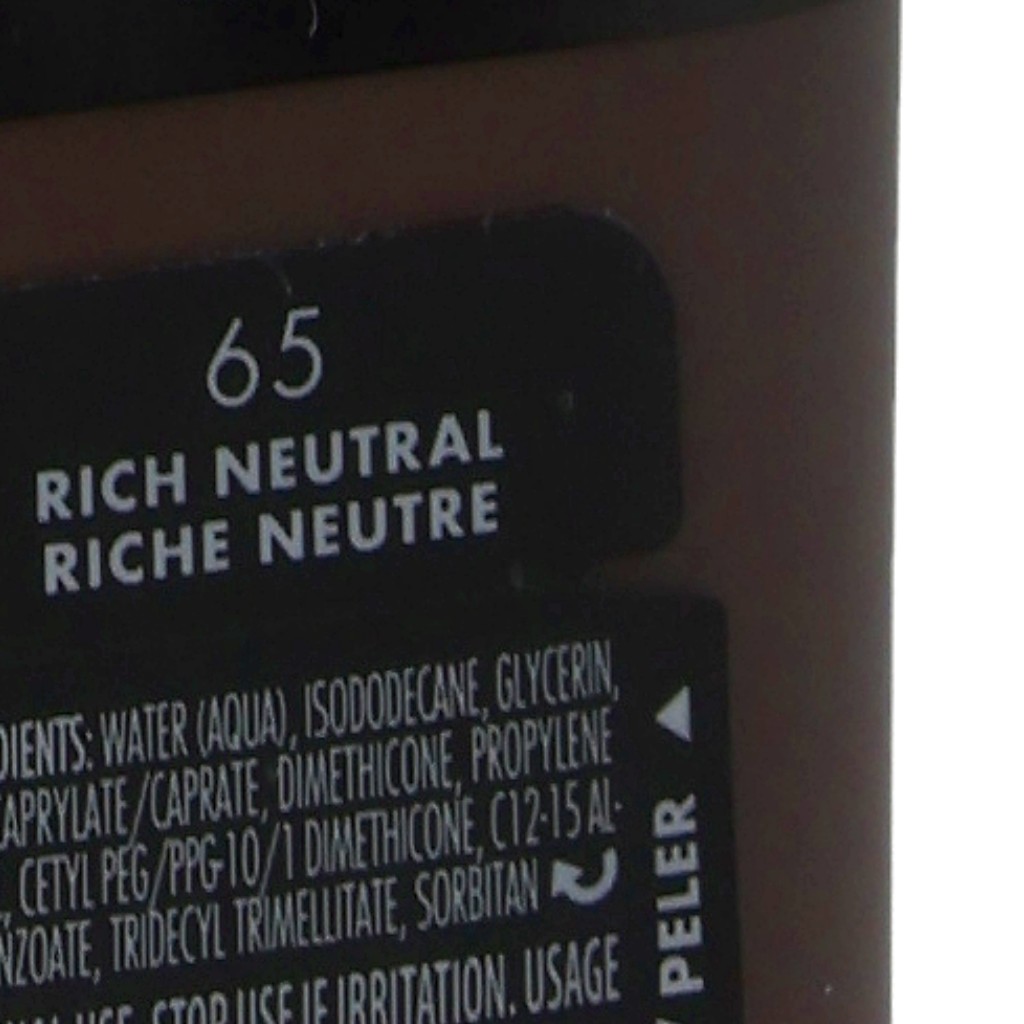 65
RICH NEUTRAL
RICHE NEUTRE
DIENTS: WATER (AQUA), ISODODECANE, GLYCERIN,
CAPRYLATE/CAPRATE, DIMETHICONE, PROPYLENE
, CETYL PEG/PPG-10/1 DIMETHICONE, C12-15 AL-
NZOATE, TRIDECYL TRIMELLITATE, SORBITAN
USE. STOP USE IF IRRITATION. USAGE
/ PELER